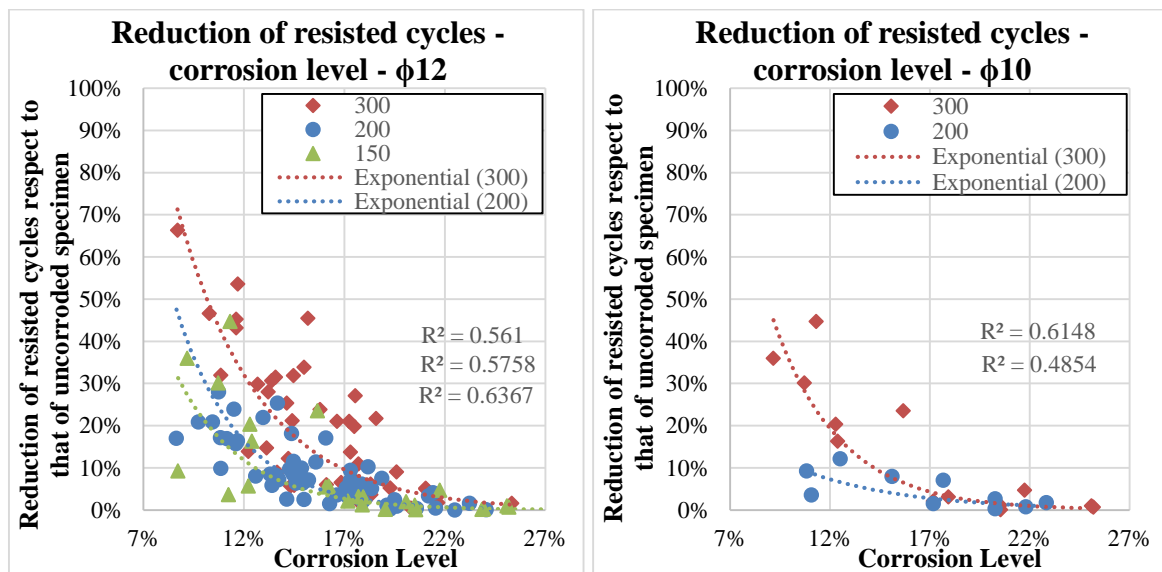 Reduction of resisted cycles -
corrosion level - ϕ12
300
200
150
Exponential (300)
Exponential (200)
100%
90%
80%
70%
60%
50%
40%
30%
20%
10%
0%
R² = 0.561
R² = 0.5758
R² = 0.6367
7%
12%
17%
22%
27%
Corrosion Level
Reduction of resisted cycles respect to
that of uncorroded specimen
Reduction of resisted cycles -
corrosion level - ϕ10
300
200
Exponential (300)
Exponential (200)
100%
90%
80%
70%
60%
50%
40%
30%
20%
10%
0%
R² = 0.6148
R² = 0.4854
7%
12%
17%
22%
27%
Corrosion Level
Reduction of resisted cycles respect to
that of uncorroded specimen